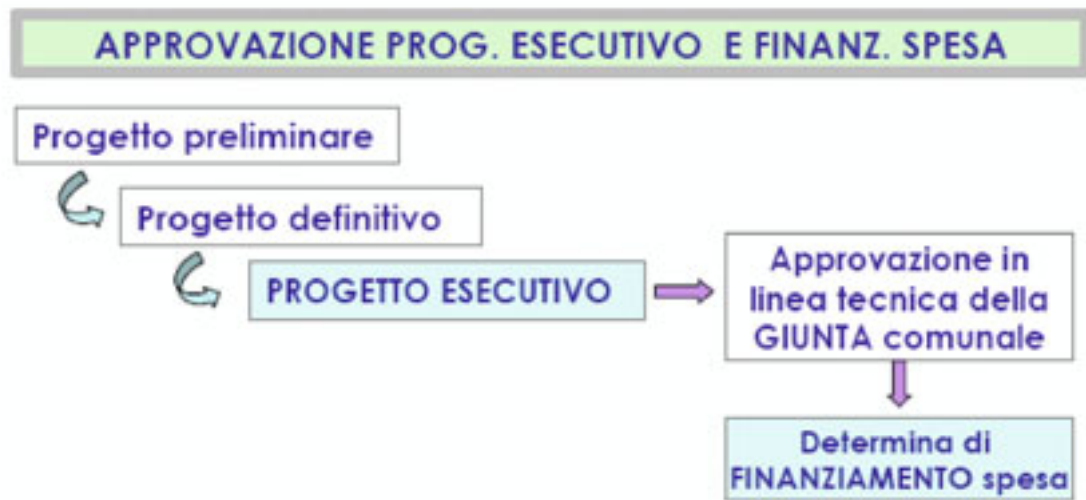 APPROVAZIONE PROG. ESECUTIVO E FINANZ. SPESA
Progetto preliminare
Progetto definitivo
PROGETTO ESECUTIVO
Approvazione in
linea tecnica della
GIUNTA comunale
Determina di
FINANZIAMENTO spesa